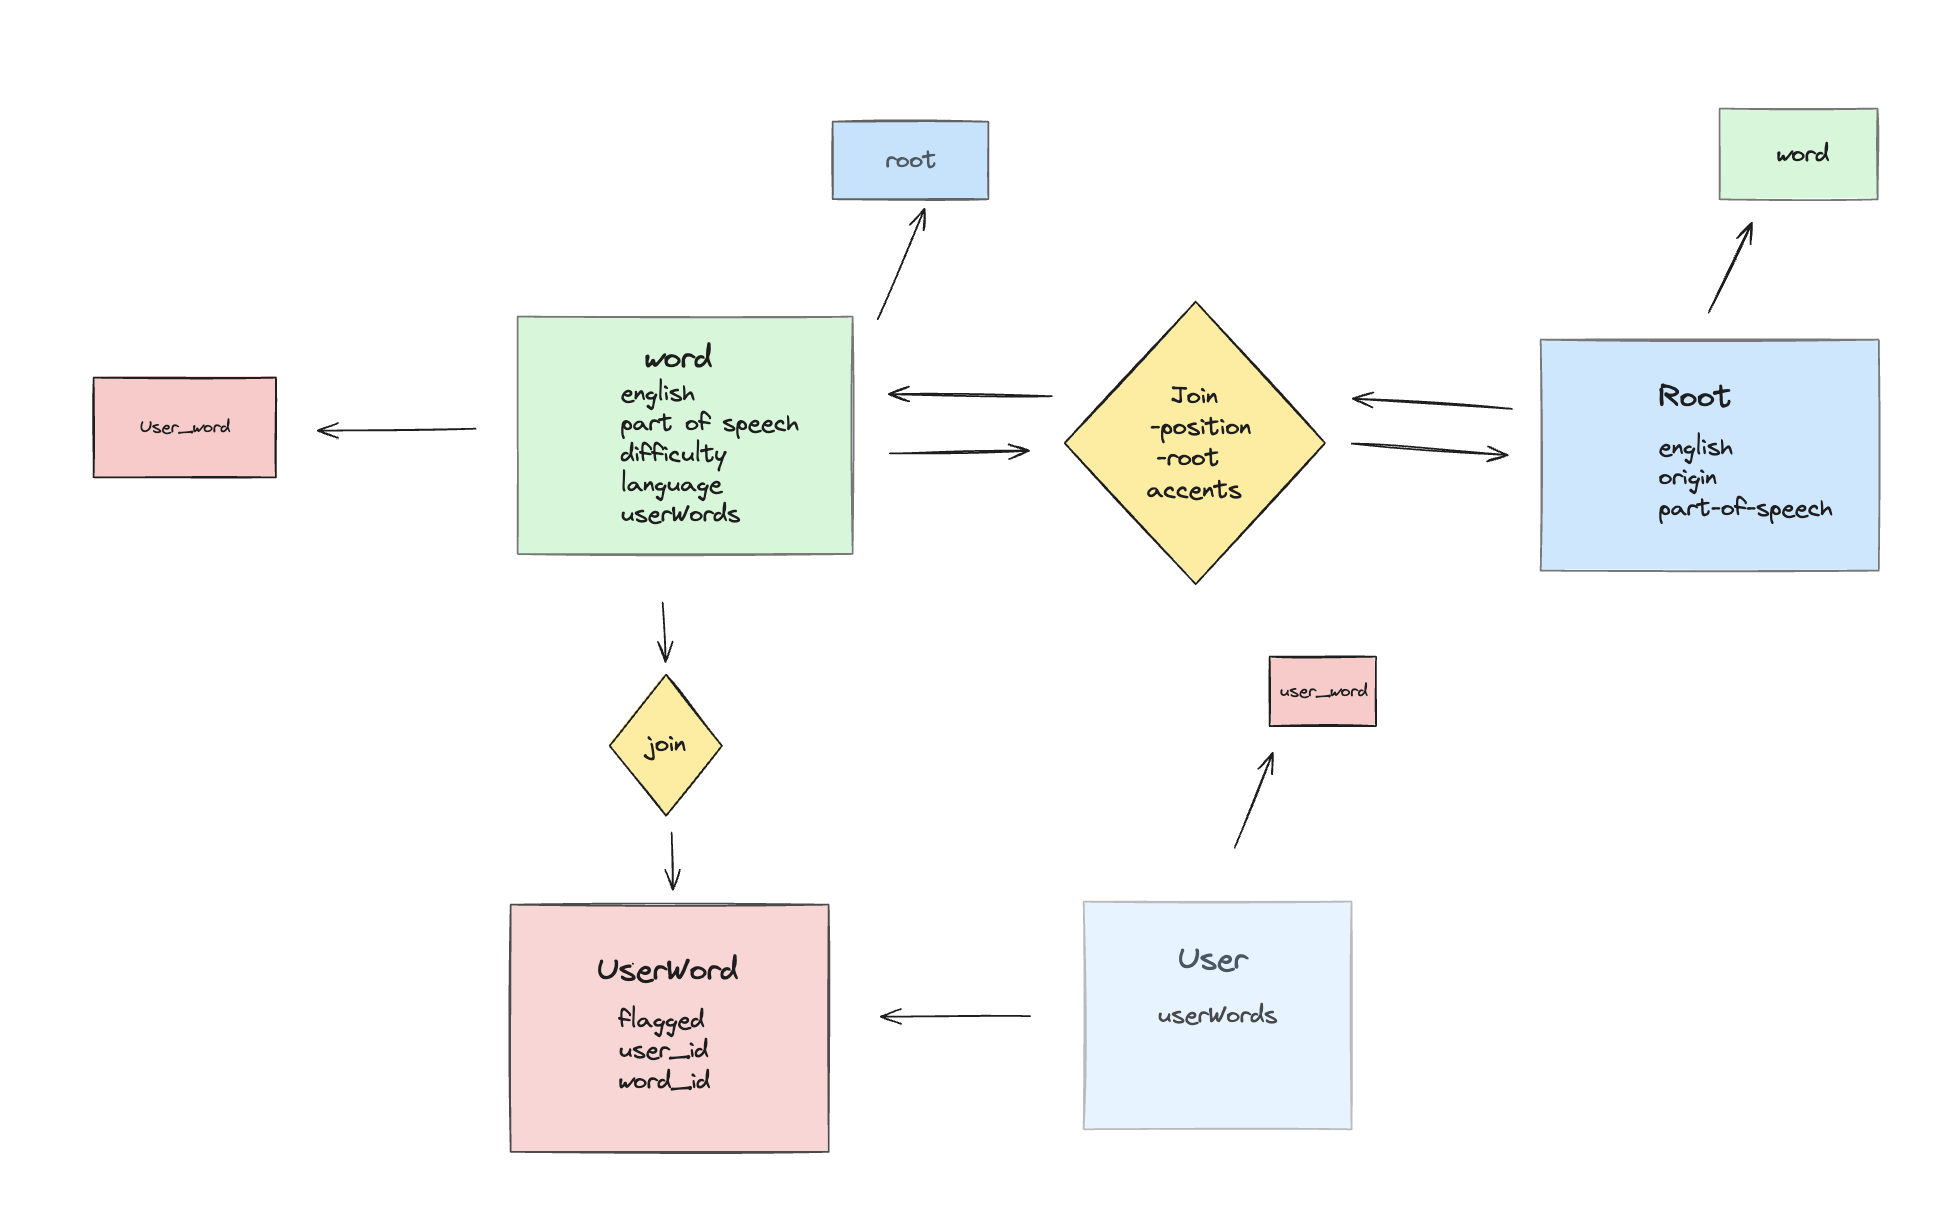 root
word
User_word
word
english
part of speech
difficulty
language
userWords
Join
-position
-root
accents
Root
english
origin
part-of-speech
join
user_word
UserWord
flagged
user_id
word_id
User
userWords